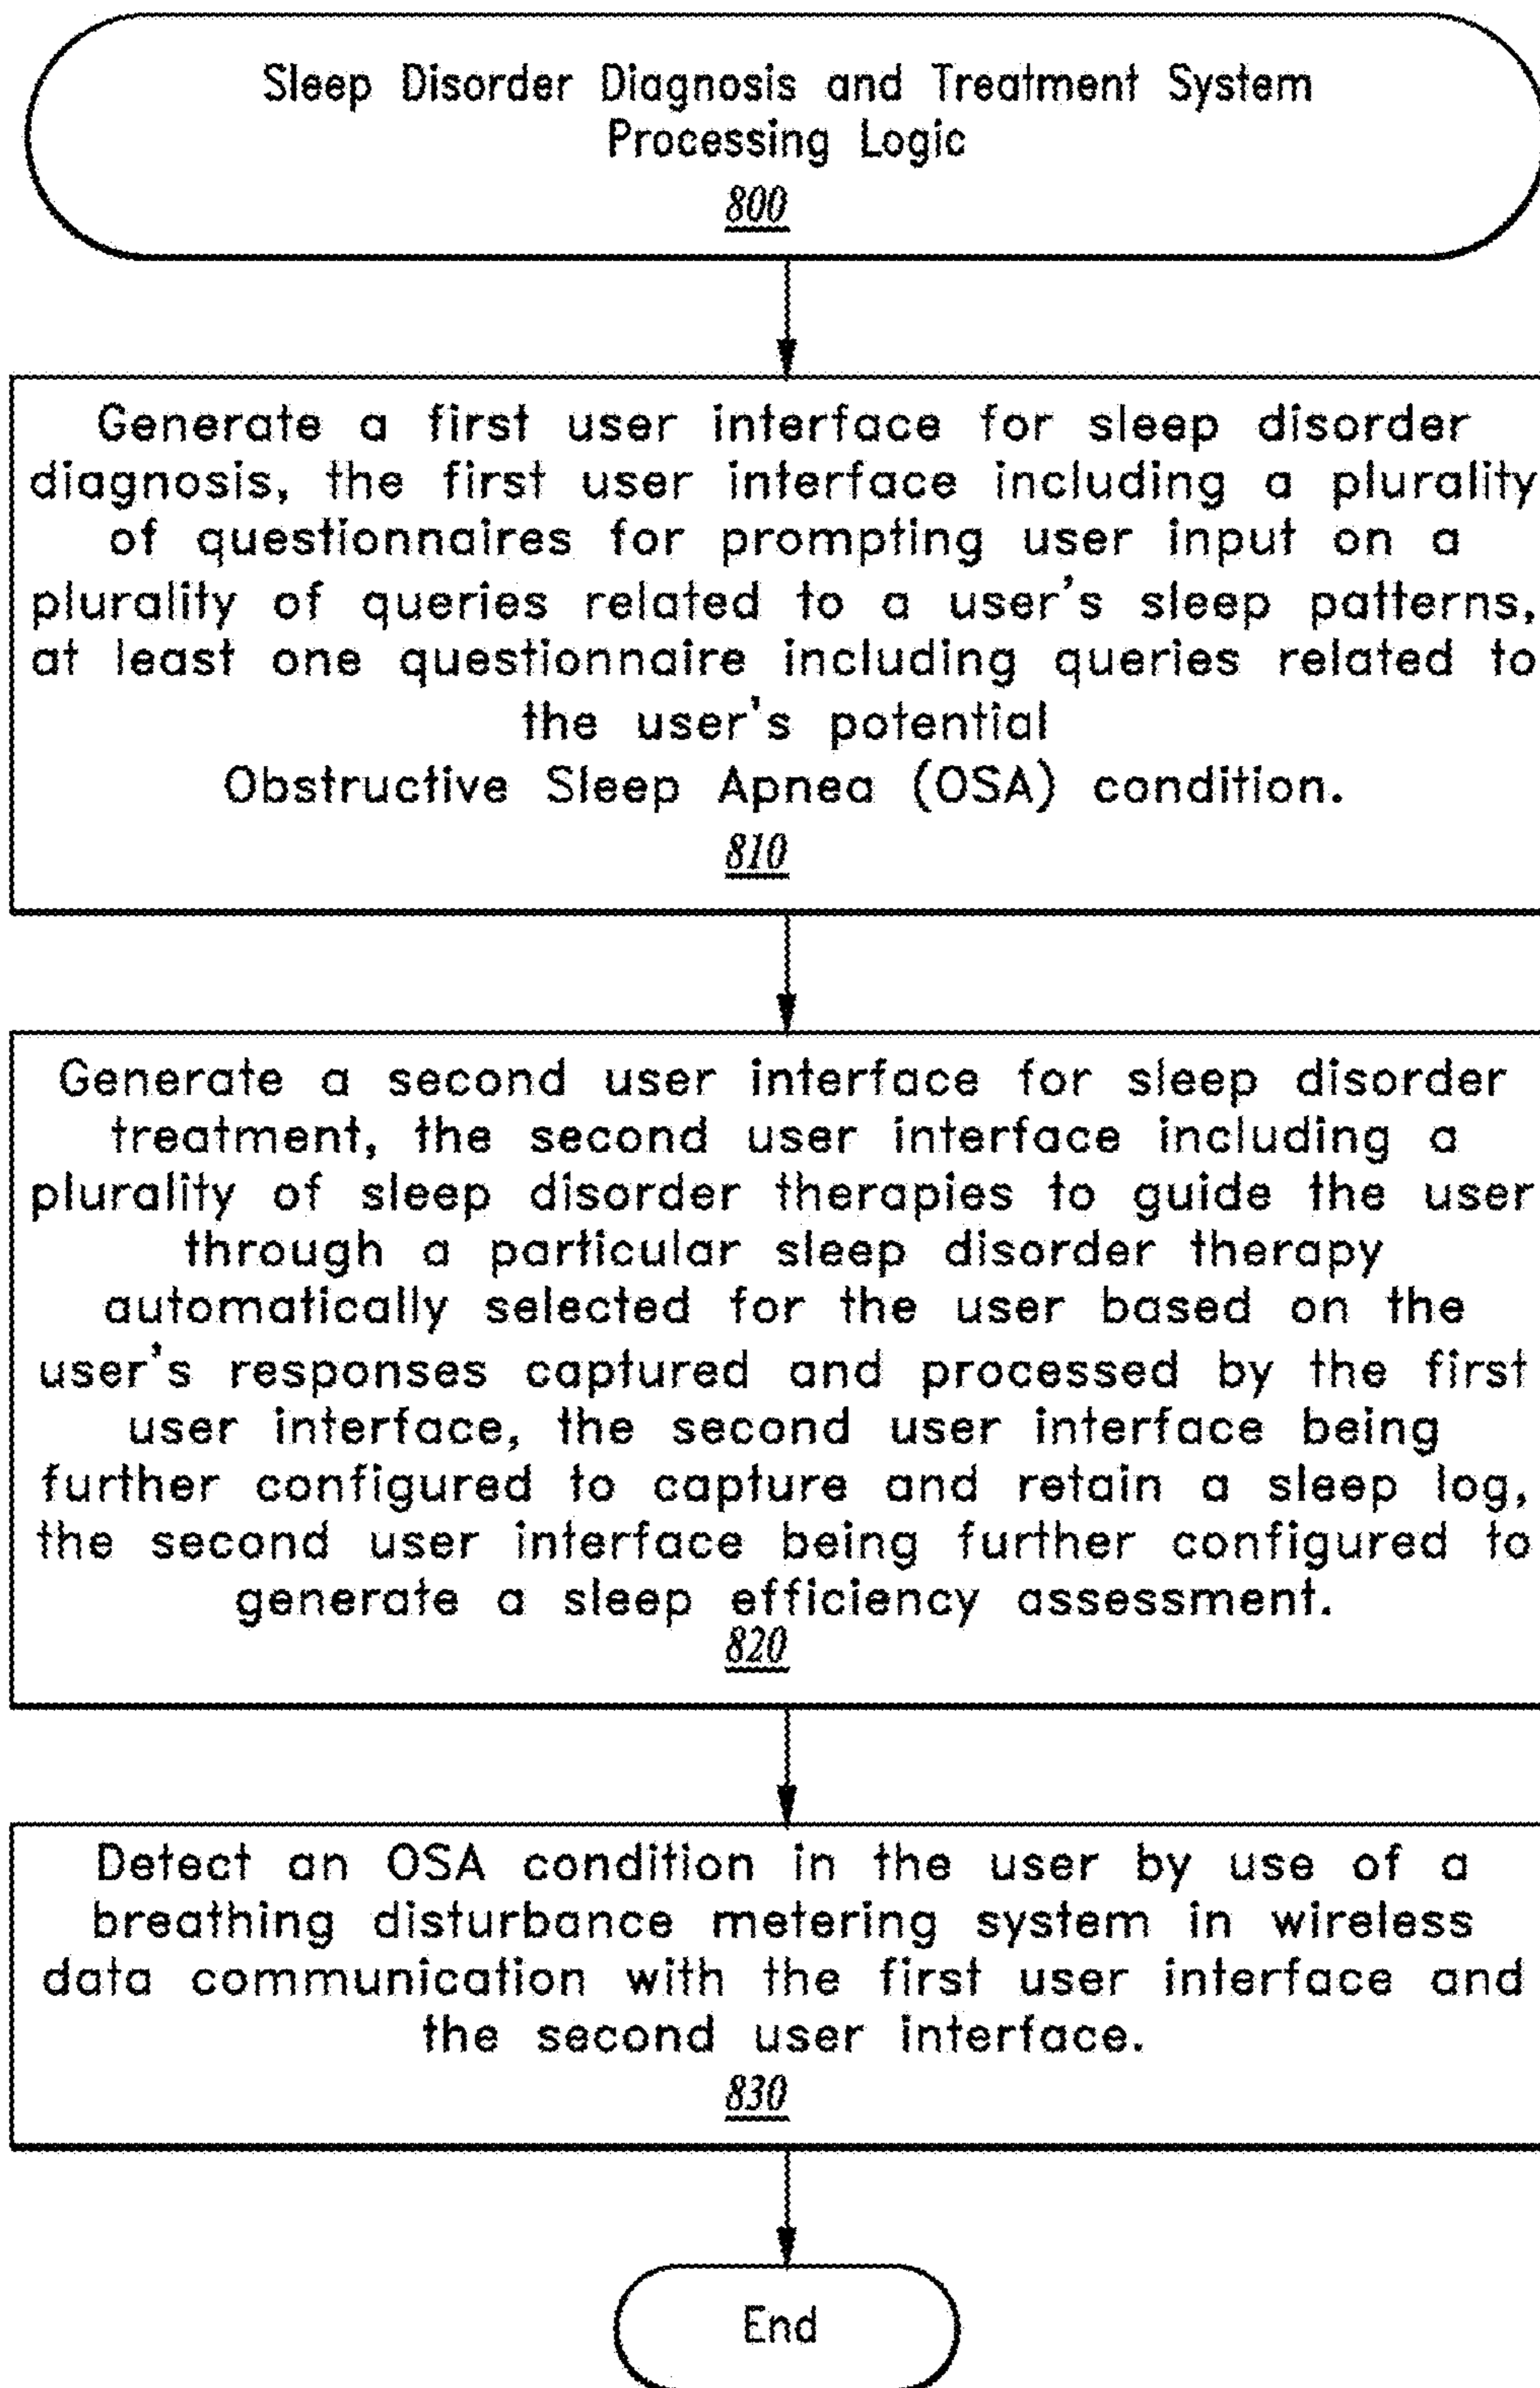 Sleep Disorder Diagnosis and Treatment System
Processing Logic
800
Generate a first user interface for sleep disorder
diagnosis, the first user interface including a plurality
of questionnaires for prompting user input on a
plurality of queries related to a user's sleep patterns,
at least one questionnaire including queries related to
the user's potential
Obstructive Sleep Apnea (OSA) condition.
810
Generate a second user interface for sleep disorder
treatment, the second user interface including a
plurality of sleep disorder therapies to guide the user
through a particular sleep disorder therapy
automatically selected for the user based on the
user's responses captured and processed by the first
user interface, the second user interface being
further configured to capture and retain a sleep log,
the second user interface being further configured to
generate a sleep efficiency assessment.
820
Detect an OSA condition in the user by use of a
breathing disturbance metering system in wireless
data communication with the first user interface and
the second user interface.
830
End